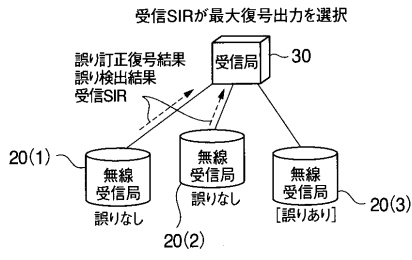 受信SIRが最大復号出力を選択
誤り訂正復号結果
誤り検出結果
受信SIR
受信局
30
20(1)
無線
受信局
誤りなし
無線
受信局
誤りなし
20(2)
無線
受信局
[誤りあり]
20(3)